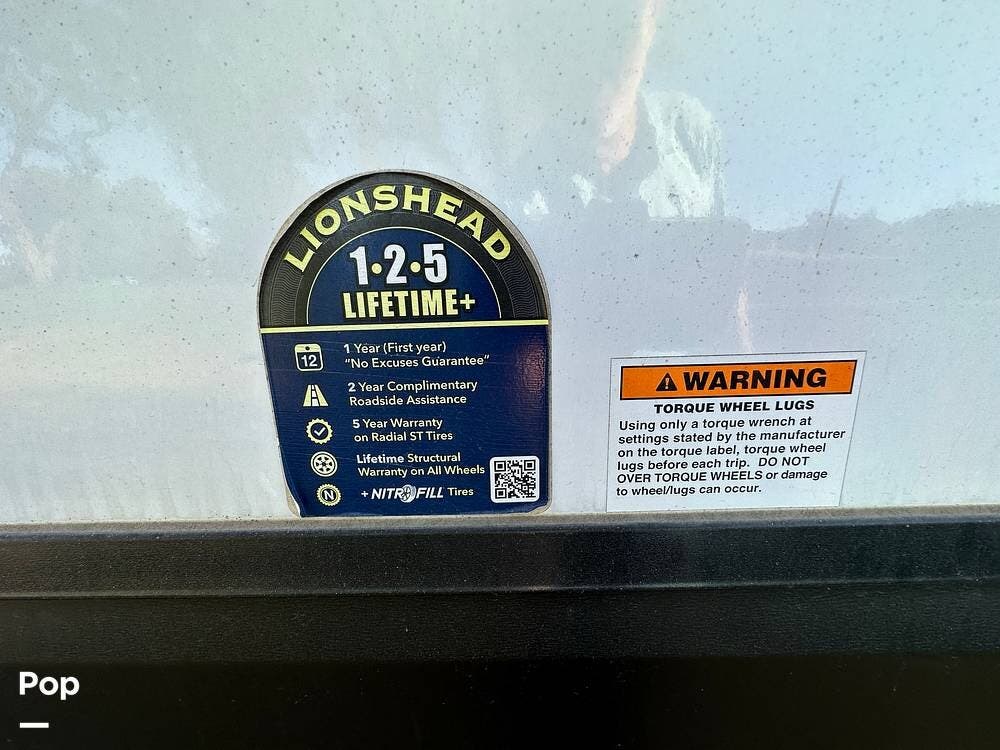 LIONSHEAD
1•2•5
LIFETIME+
12
1 Year (First year)
"No Excuses Guarantee"
2 Year Complimentary
Roadside Assistance
5 Year Warranty
on Radial ST Tires
Lifetime Structural
Warranty on All Wheels
N
+ NITROFILL Tires
WARNING
TORQUE WHEEL LUGS
Using only a torque wrench at
settings stated by the manufacturer
on the torque label, torque wheel
lugs before each trip. DO NOT
OVER TORQUE WHEELS or damage
to wheel/lugs can occur.
Pop